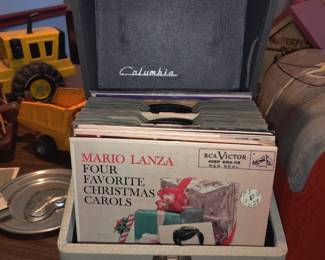 Columbia
MARIO LANZA
FOUR
FAVORITE
CHRISTMAS
CAROLS
RCA VICTOR